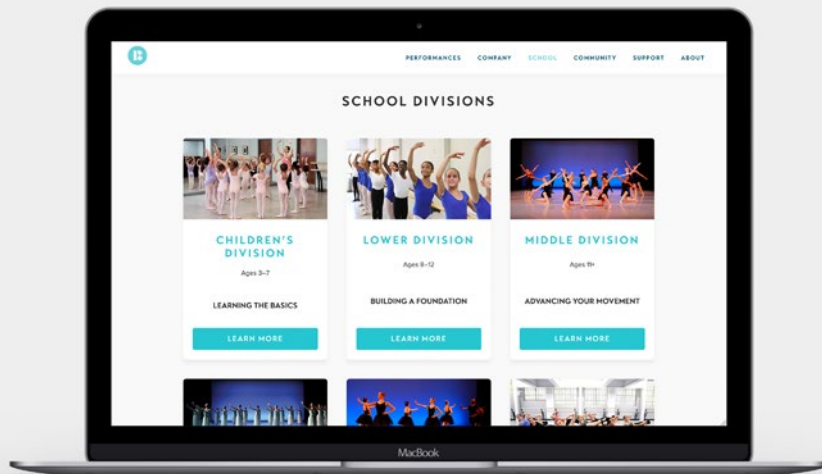 B
PERFORMANCES COMPANY SCHOOL COMMUNITY SUPPORT ABOUT
SCHOOL DIVISIONS
CHILDREN'S
DIVISION
Ages 3–7
LEARNING THE BASICS
LEARN MORE
LOWER DIVISION
Ages 8–12
BUILDING A FOUNDATION
LEARN MORE
MIDDLE DIVISION
Ages 11+
ADVANCING YOUR MOVEMENT
LEARN MORE
MacBook